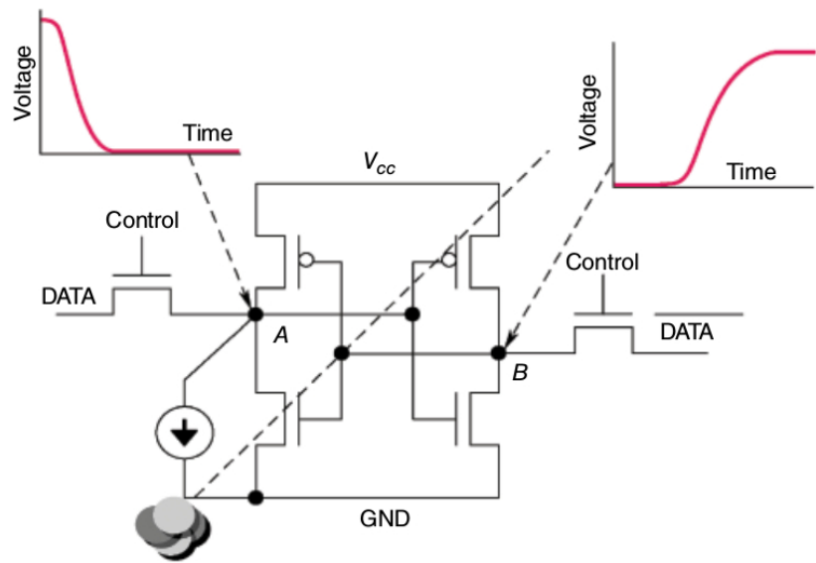 Voltage
Time
Voltage
Time
Vcc
Control
DATA
A
Control
DATA
B
GND